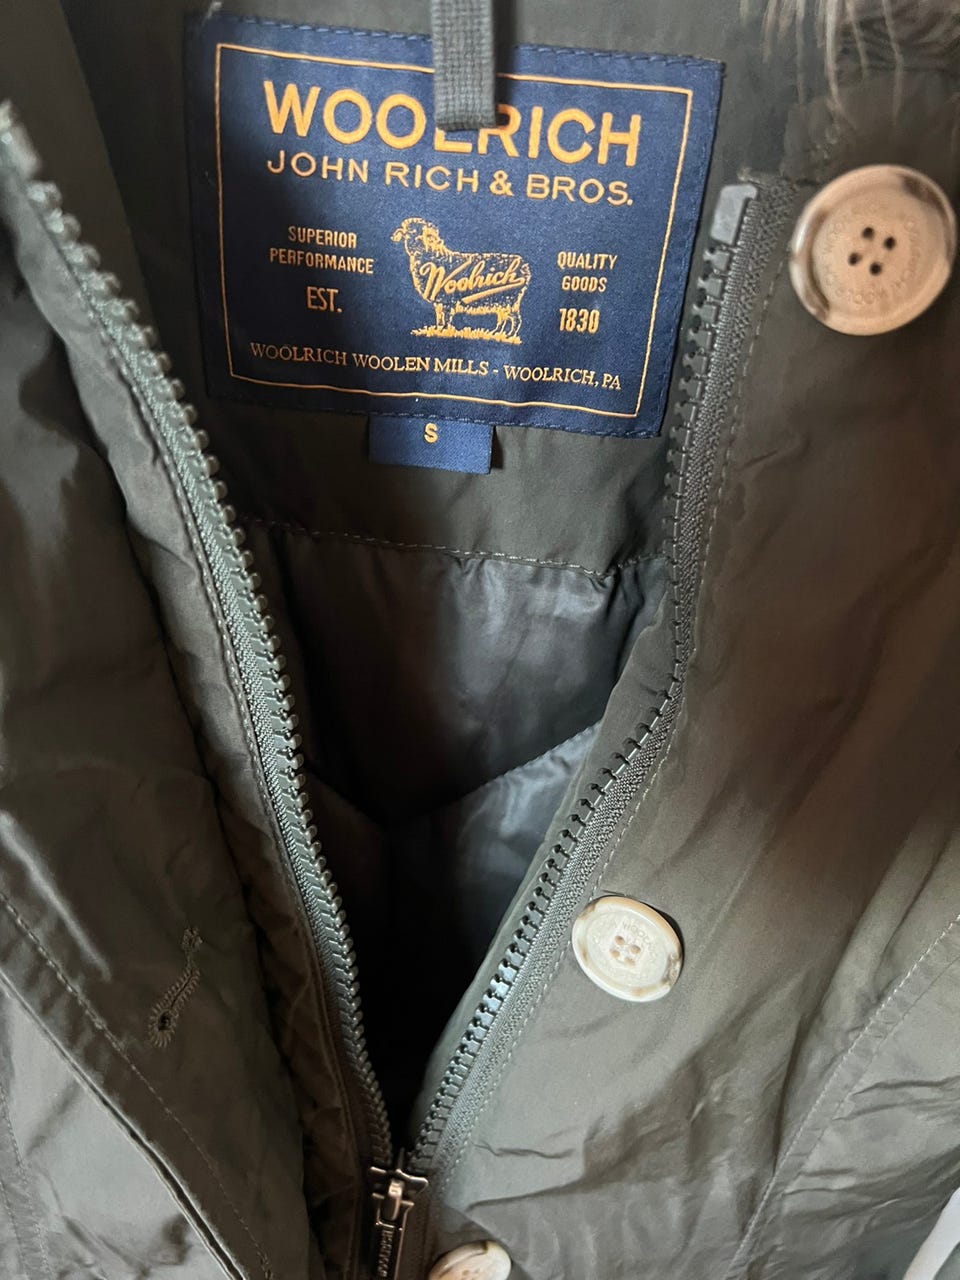 WOOLRICH
JOHN RICH & BROS.
SUPERIOR
PERFORMANCE
EST.
Woolrich
QUALITY
GOODS
1830
WOOLRICH WOOLEN MILLS - WOOLRICH, PA
S